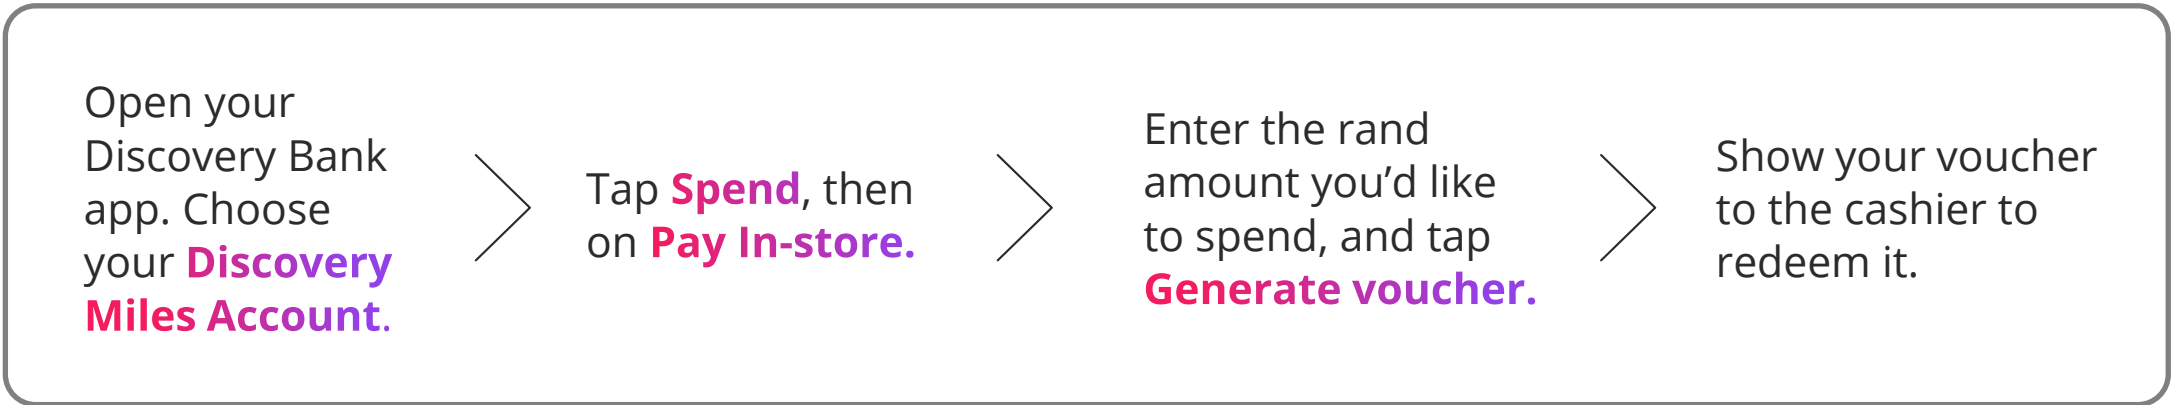 Open your
Discovery Bank
app. Choose
your Discovery
Miles Account.
Tap Spend, then
on Pay In-store.
Enter the rand
amount you’d like
to spend, and tap
Generate voucher.
Show your voucher
to the cashier to
redeem it.